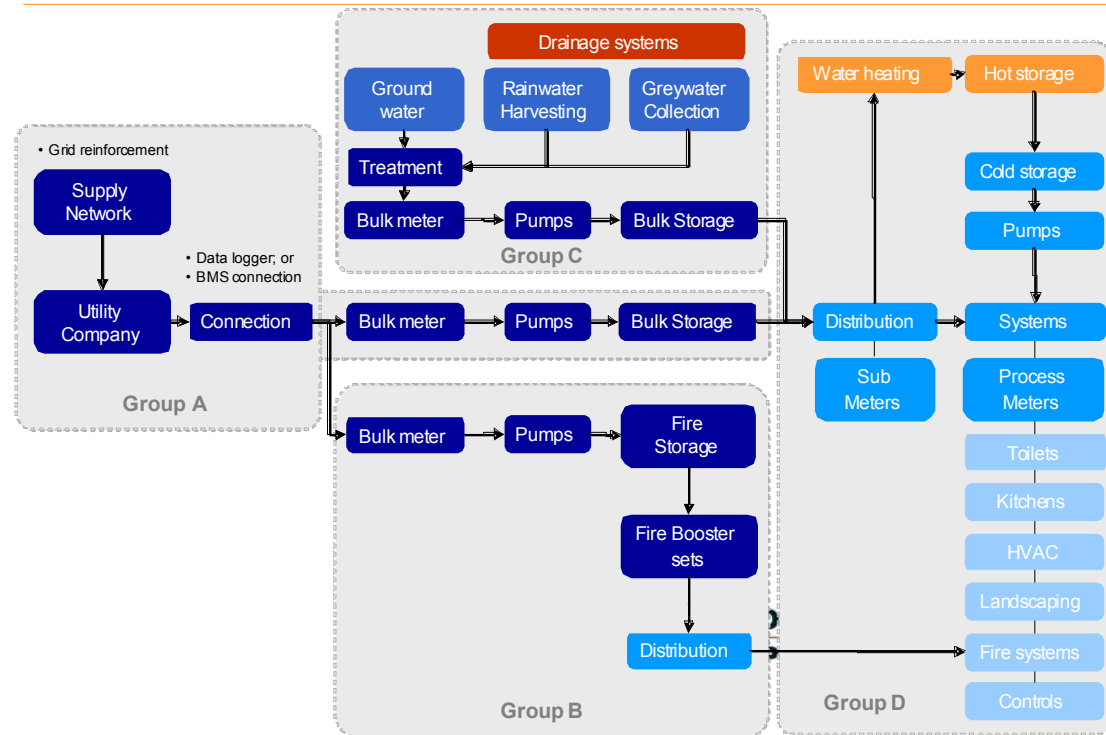 Drainage systems
Ground
water
Rainwater
Harvesting
Greywater
Collection
Treatment
Bulk meter
Pumps
Bulk Storage
Group C
• Grid reinforcement
Supply
Network
• Data logger; or
• BMS connection
Utility
Company
Connection
Group A
Bulk meter
Pumps
Bulk Storage
Bulk meter
Pumps
Fire
Storage
Fire Booster
sets
Distribution
Group B
Water heating
Hot storage
Cold storage
Pumps
Distribution
Systems
Sub
Meters
Process
Meters
Toilets
Kitchens
HVAC
Landscaping
Fire systems
Controls
Group D